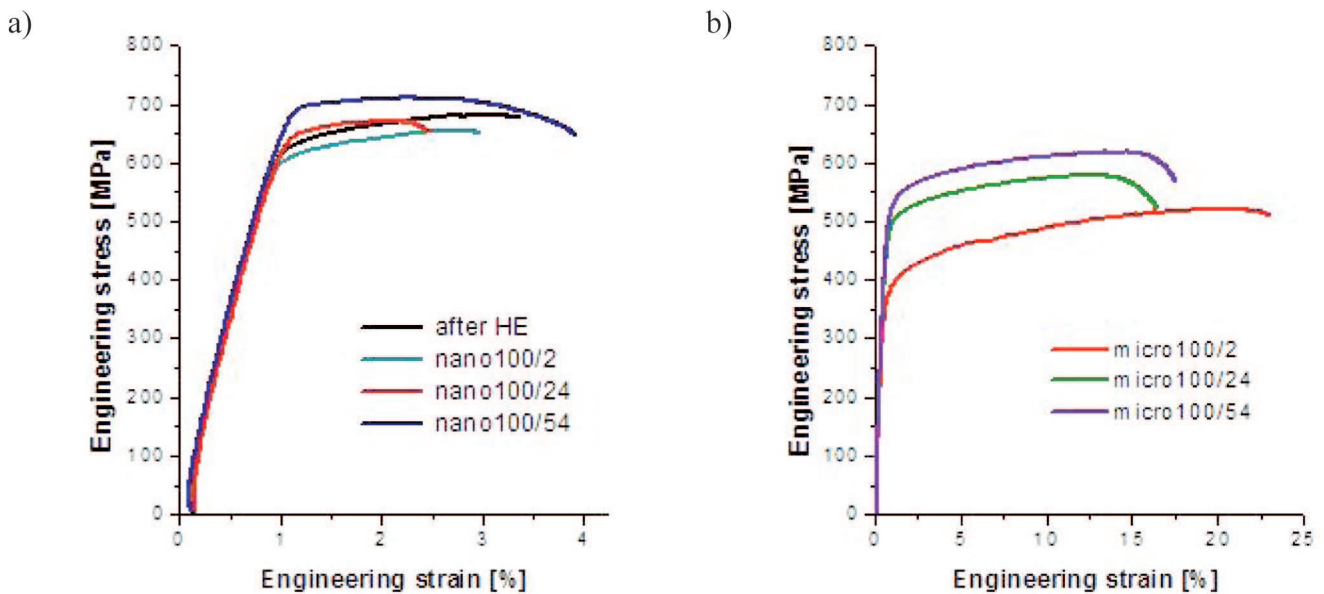 a)
800
700
600
500
400
300
200
100
0
Engineering stress [MPa]
after HE
nano100/2
nano100/24
nano100/54
0 1 2 3 4
Engineering strain [%]
b)
800
700
600
500
400
300
200
100
0
Engineering stress [MPa]
micro100/2
micro100/24
micro100/54
0 5 10 15 20 25
Engineering strain [%]